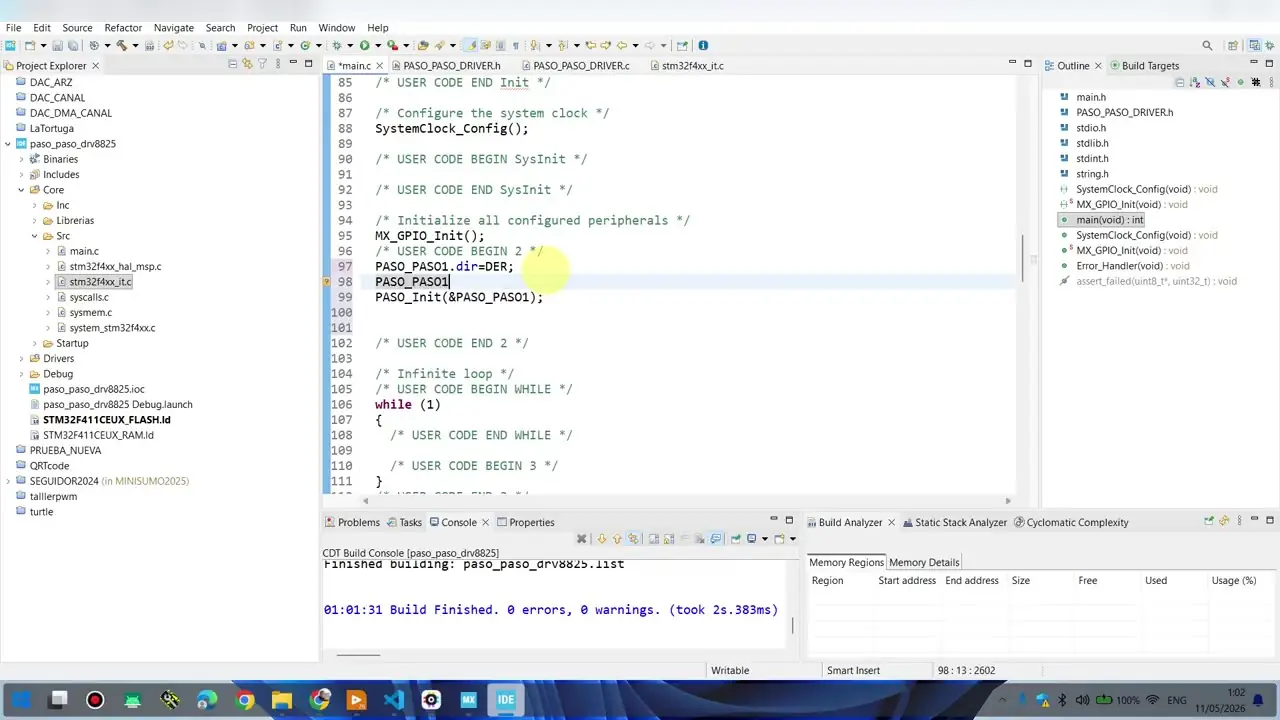 File Edit Source Refactor Navigate Search Project Run Window Help
Project Explorer
*main.c PASO_PASO_DRIVER.h PASO_PASO_DRIVER.c stm32f4xx_it.c
Outline Build Targets
DAC_ARZ
DAC_CANAL
DAC_DMA_CANAL
LaTortuga
paso_paso_drv8825
Binaries
Includes
Core
Inc
Librerias
Src
main.c
stm32f4xx_hal_msp.c
stm32f4xx_it.c
syscalls.c
sysmem.c
system_stm32f4xx.c
Startup
Drivers
Debug
paso_paso_drv8825.ioc
paso_paso_drv8825 Debug.launch
STM32F411CEUX_FLASH.ld
STM32F411CEUX_RAM.ld
PRUEBA_NUEVA
QRTcode
SEGUIDOR2024 (in MINISUMO2025)
talllerpwm
turtle
85 /* USER CODE END Init */
86
87 /* Configure the system clock */
88 SystemClock_Config();
89
90 /* USER CODE BEGIN SysInit */
91
92 /* USER CODE END SysInit */
93
94 /* Initialize all configured peripherals */
95 MX_GPIO_Init();
96 /* USER CODE BEGIN 2 */
97 PASO_PASO1.dir=DER;
98 PASO_PASO1
99 PASO_Init(&PASO_PASO1);
100
101
102 /* USER CODE END 2 */
103
104 /* Infinite loop */
105 /* USER CODE BEGIN WHILE */
106 while (1)
107 {
108 /* USER CODE END WHILE */
109
110 /* USER CODE BEGIN 3 */
111 }
main.h
PASO_PASO_DRIVER.h
stdio.h
stdlib.h
stdint.h
string.h
SystemClock_Config(void) : void
MX_GPIO_Init(void) : void
main(void) : int
SystemClock_Config(void) : void
MX_GPIO_Init(void) : void
Error_Handler(void) : void
assert_failed(uint8_t*, uint32_t) : void
Problems Tasks Console Properties
CDT Build Console [paso_paso_drv8825]
Finished building: paso_paso_drv8825.list
01:01:31 Build Finished. 0 errors, 0 warnings. (took 2s.383ms)
Build Analyzer Static Stack Analyzer Cyclomatic Complexity
Memory Regions Memory Details
Region Start address End address Size Free Used Usage (%)
Writable Smart Insert 98 : 13 : 2602
MX IDE
100% ENG
1:02
11/05/2026